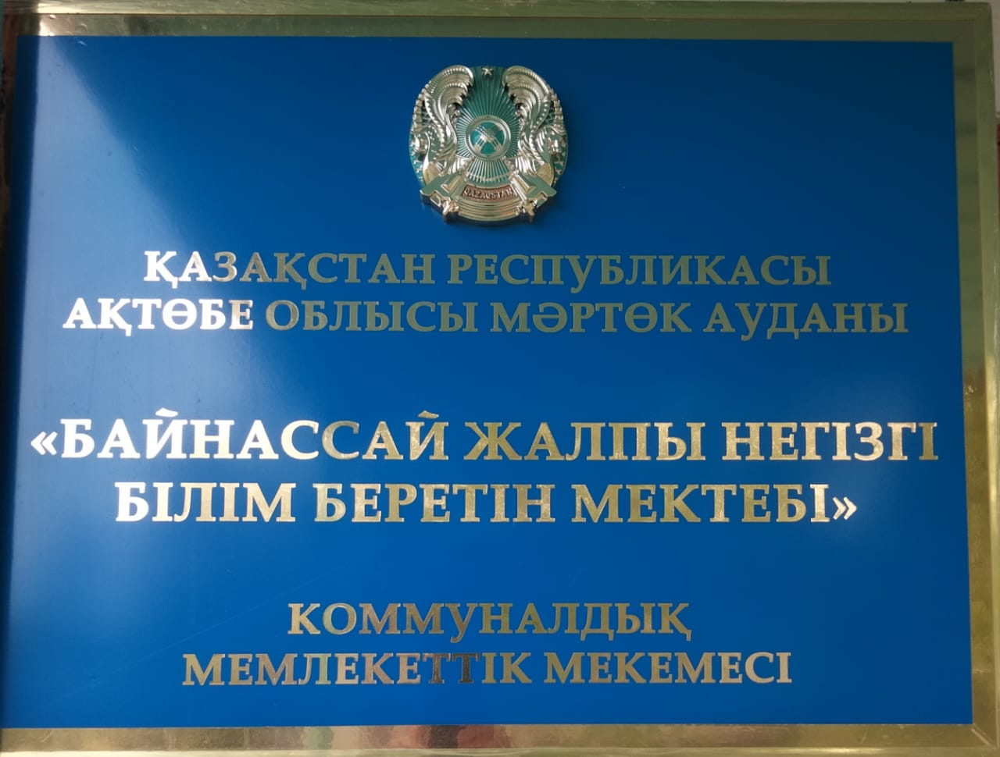 QAZAQSTAN
ҚАЗАҚСТАН РЕСПУБЛИКАСЫ
АҚТӨБЕ ОБЛЫСЫ МӘРТӨК АУДАНЫ
«БАЙНАССАЙ ЖАЛПЫ НЕГІЗГІ
БІЛІМ БЕРЕТІН МЕКТЕБІ»
КОММУНАЛДЫҚ
МЕМЛЕКЕТТІК МЕКЕМЕСІ